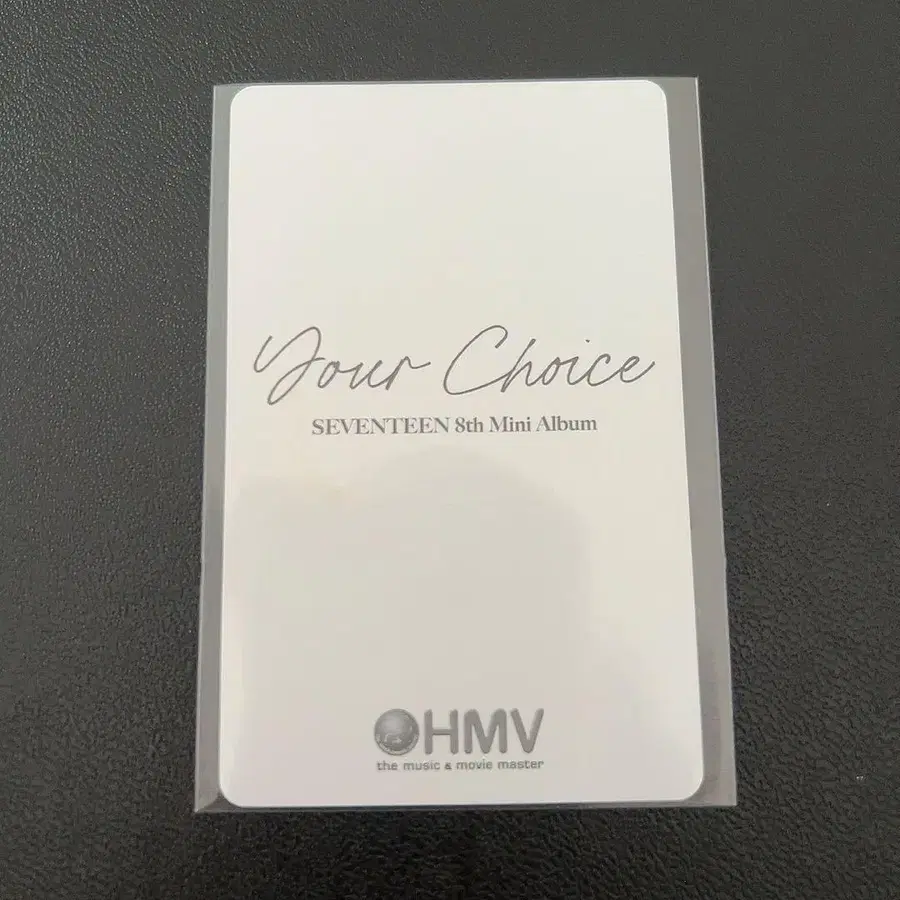 Your Choice
SEVENTEEN 8th Mini Album
HMV
the music & movie master